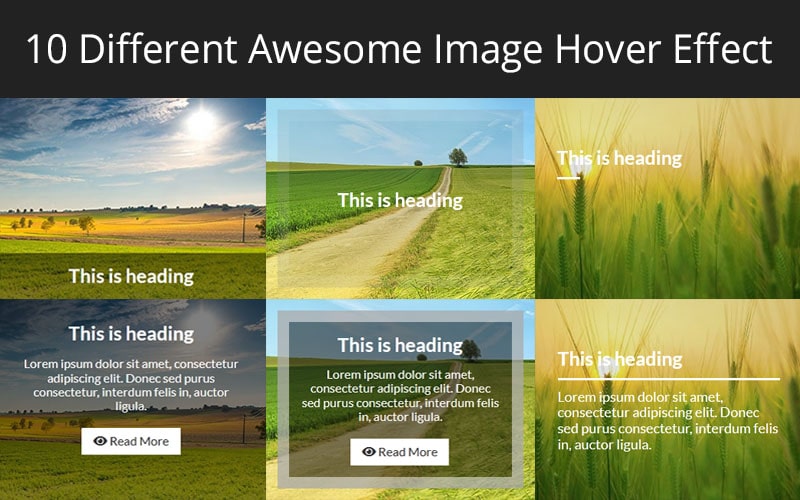 10 Different Awesome Image Hover Effect
This is heading
This is heading
This is heading
This is heading
Lorem ipsum dolor sit amet, consectetur
adipiscing elit. Donec sed purus
consectetur, interdum felis in, auctor
ligula.
Read More
This is heading
Lorem ipsum dolor sit amet,
consectetur adipiscing elit. Donec
sed purus consectetur, interdum felis
in, auctor ligula.
Read More
This is heading
Lorem ipsum dolor sit amet,
consectetur adipiscing elit. Donec
sed purus consectetur, interdum felis
in, auctor ligula.